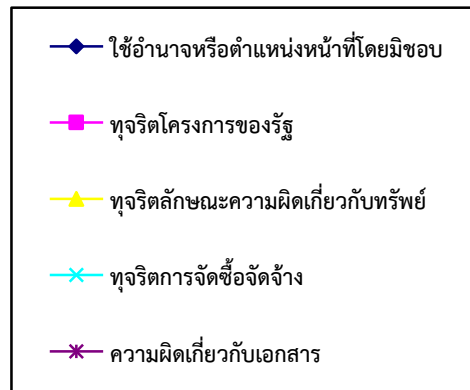 ใช้อำนาจหรือตำแหน่งหน้าที่โดยมิชอบ
ทุจริตโครงการของรัฐ
ทุจริตลักษณะความผิดเกี่ยวกับทรัพย์
ทุจริตการจัดซื้อจัดจ้าง
ความผิดเกี่ยวกับเอกสาร